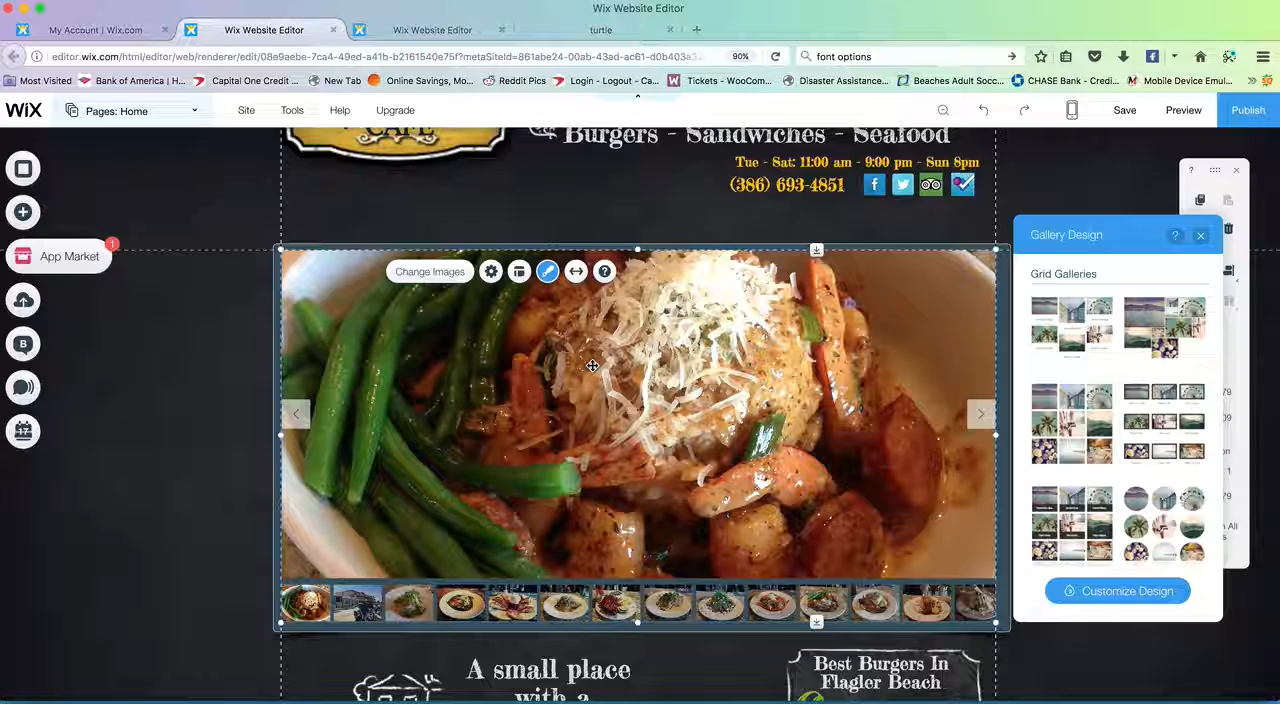 Wix Website Editor
My Account | Wix.com
Wix Website Editor
Wix Website Editor
turtle
editor.wix.com/html/editor/web/renderer/edit/08e9aebe-7ca4-49ed-a41b-b2161540e75f?metaSiteId=861abe24-00ab-43ad-ac61-d0b403a3
90%
font options
Most Visited
Bank of America | H...
Capital One Credit ...
New Tab
Online Savings, Mo...
Reddit Pics
Login - Logout - Ca...
Tickets - WooCom...
Disaster Assistance...
Beaches Adult Socc...
CHASE Bank - Credi...
Mobile Device Emul...
WiX
Pages: Home
Site
Tools
Help
Upgrade
Save
Preview
Publish
CAFE
Burgers - Sandwiches - Seafood
Tue - Sat: 11:00 am - 9:00 pm - Sun 8pm
(386) 693-4851
App Market
1
Gallery Design
Grid Galleries
Change Images
Customize Design
A small place
with a
Best Burgers In
Flagler Beach